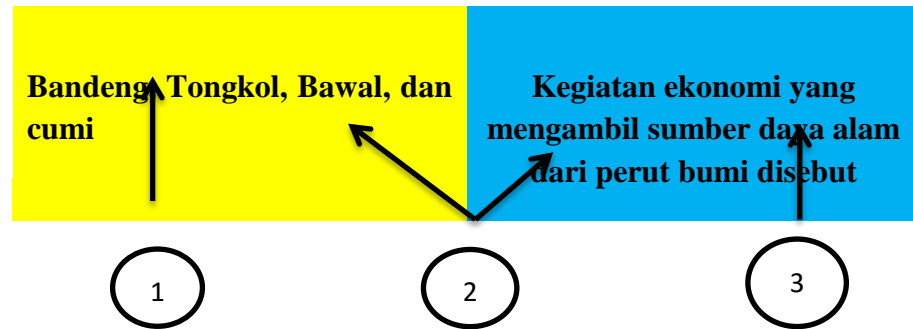 Bandeng, Tongkol, Bawal, dan
cumi
Kegiatan ekonomi yang
mengambil sumber daya alam
dari perut bumi disebut
1
2
3